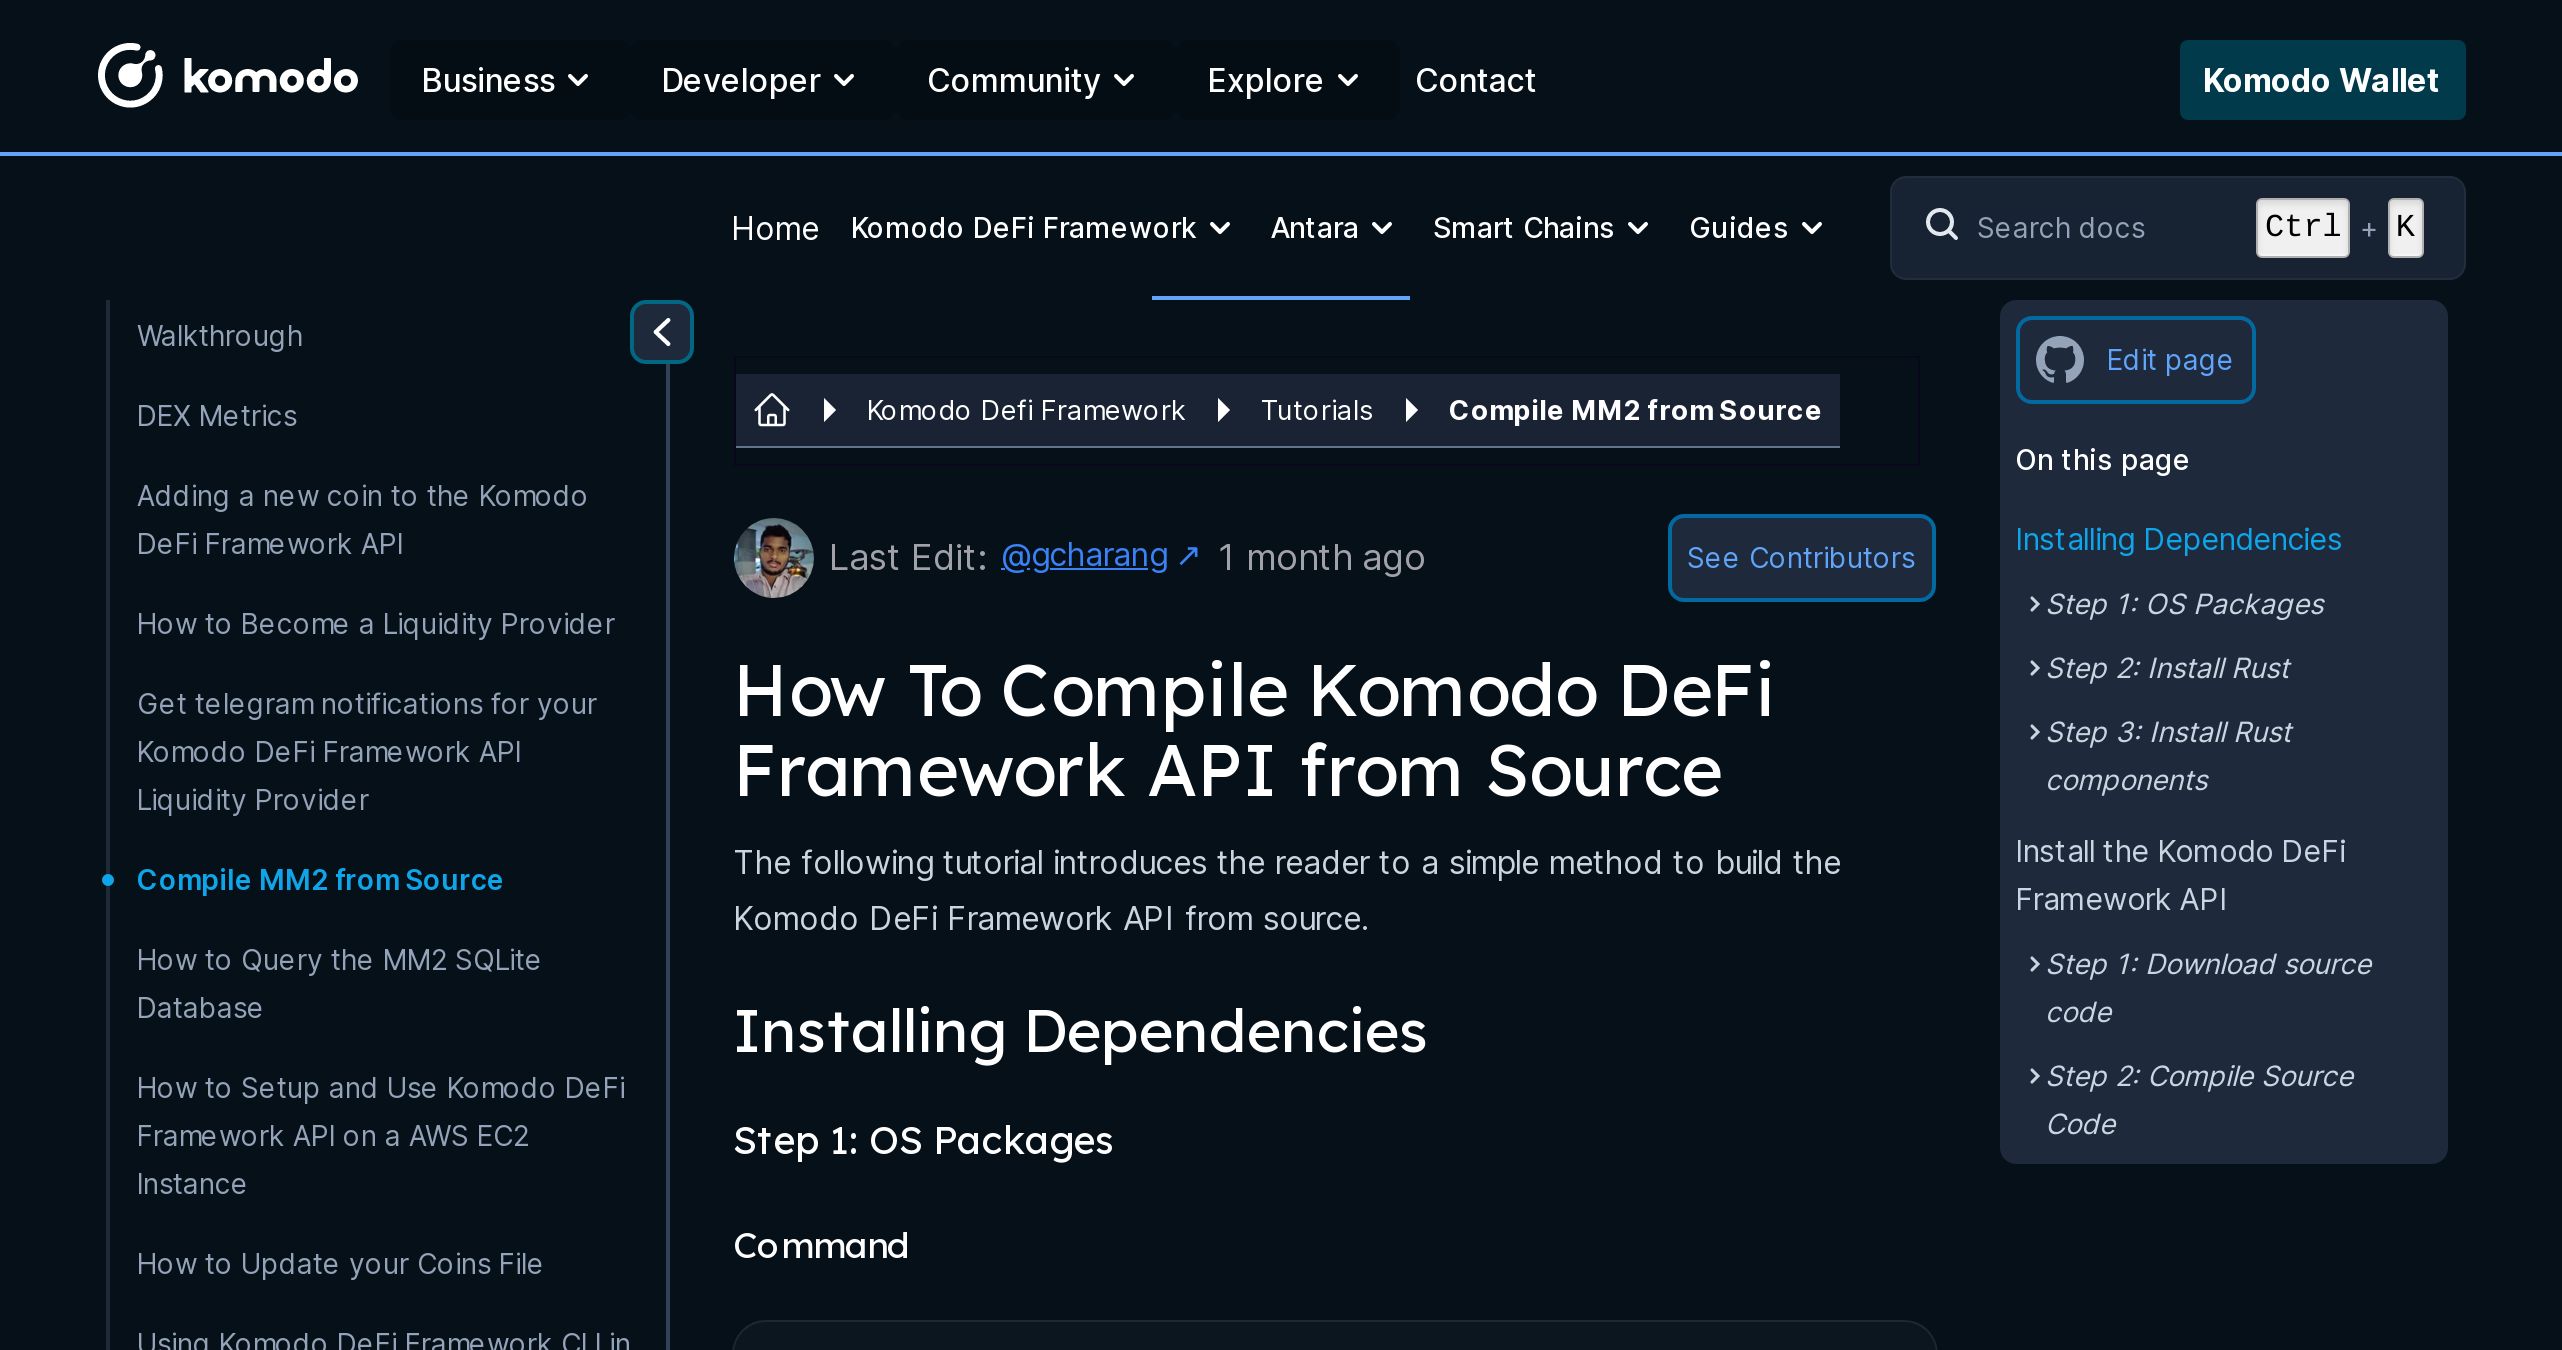 komodo
Business
Developer
Community
Explore
Contact
Komodo Wallet
Home
Komodo DeFi Framework
Antara
Smart Chains
Guides
Search docs
Ctrl + K
Walkthrough
DEX Metrics
Adding a new coin to the Komodo
DeFi Framework API
How to Become a Liquidity Provider
Get telegram notifications for your
Komodo DeFi Framework API
Liquidity Provider
Compile MM2 from Source
How to Query the MM2 SQLite
Database
How to Setup and Use Komodo DeFi
Framework API on a AWS EC2
Instance
How to Update your Coins File
Using Komodo DeFi Framework CLI in
Komodo Defi Framework
Tutorials
Compile MM2 from Source
Last Edit: @gcharang ↗ 1 month ago
See Contributors
How To Compile Komodo DeFi
Framework API from Source
The following tutorial introduces the reader to a simple method to build the
Komodo DeFi Framework API from source.
Installing Dependencies
Step 1: OS Packages
Command
Edit page
On this page
Installing Dependencies
Step 1: OS Packages
Step 2: Install Rust
Step 3: Install Rust
components
Install the Komodo DeFi
Framework API
Step 1: Download source
code
Step 2: Compile Source
Code